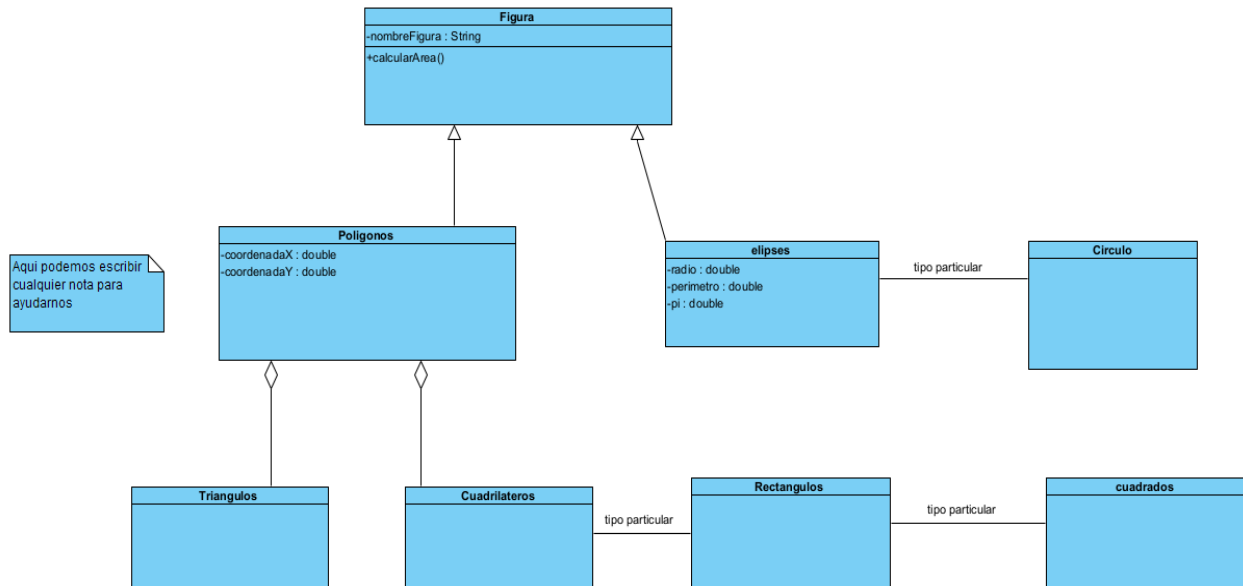 Figura
-nombreFigura : String
+calcularArea()
Poligonos
-coordenadaX : double
-coordenadaY : double
Aqui podemos escribir
cualquier nota para
ayudarnos
elipses
-radio : double
-perimetro : double
-pi : double
tipo particular
Circulo
Triangulos
Cuadrilateros
tipo particular
Rectangulos
tipo particular
cuadrados